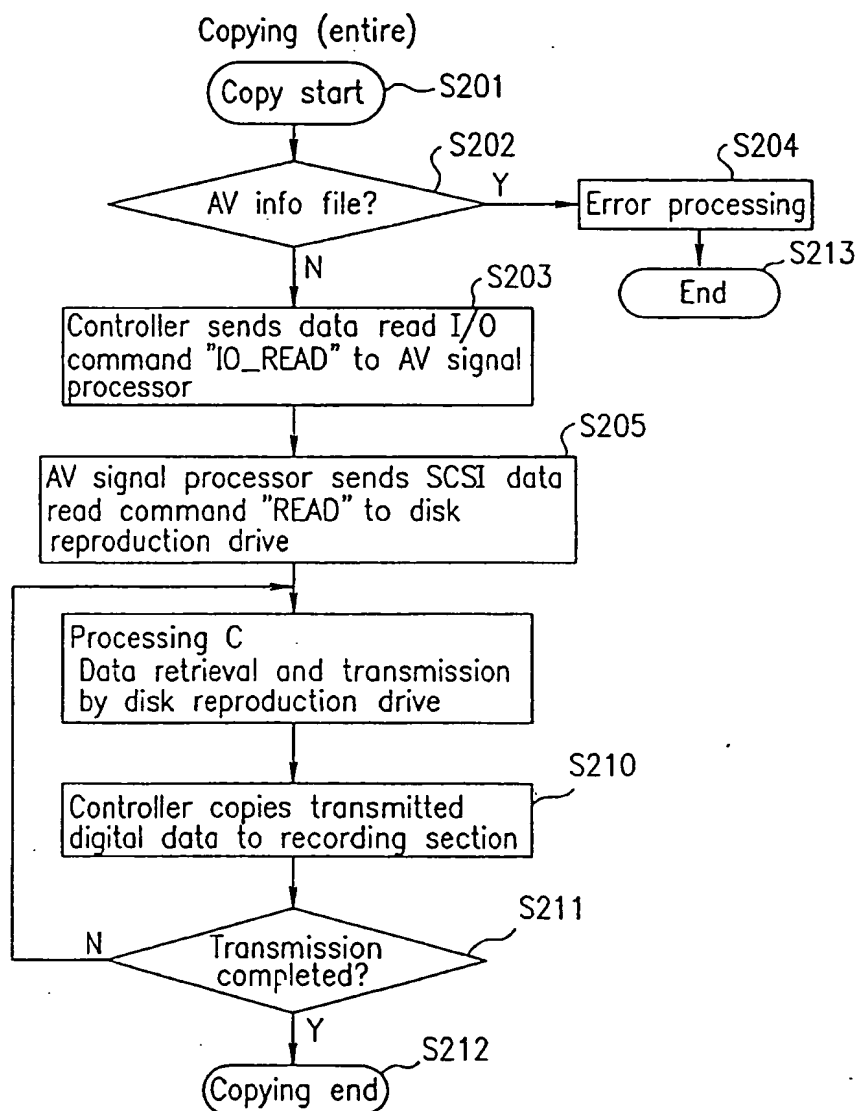 Copying (entire)
Copy start
S201
S202
AV info file?
Y
S204
Error processing
N
S213
End
S203
Controller sends data read I/O
command "IO_READ" to AV signal
processor
S205
AV signal processor sends SCSI data
read command "READ" to disk
reproduction drive
Processing C
Data retrieval and transmission
by disk reproduction drive
S210
Controller copies transmitted
digital data to recording section
S211
N
Transmission
completed?
Y
S212
Copying end